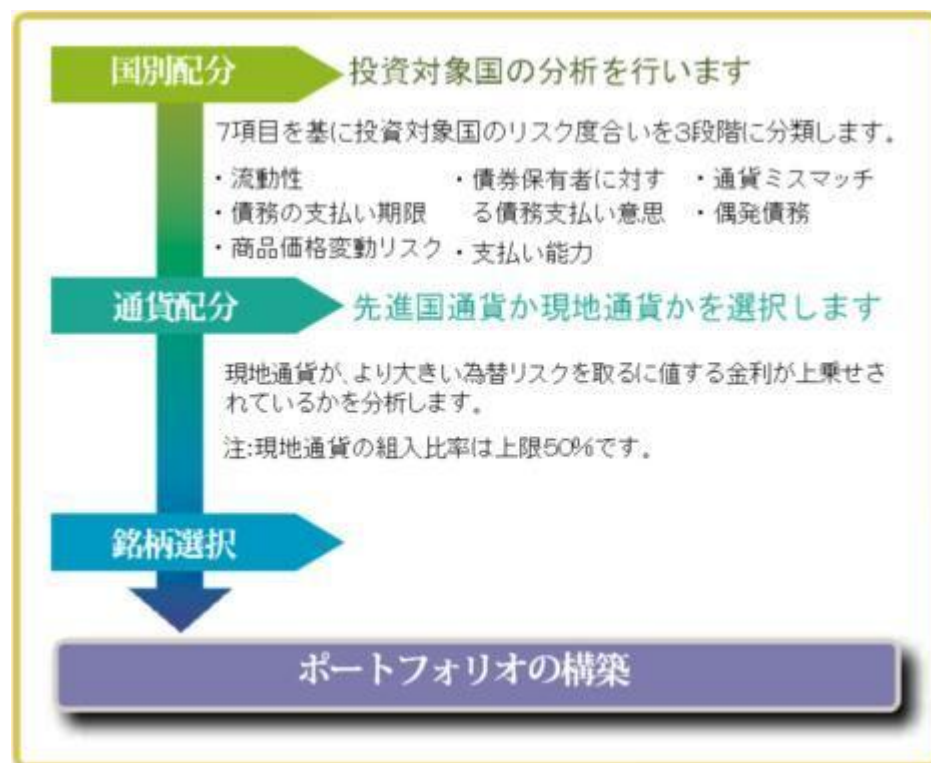 国別配分 投資対象国の分析を行います
7項目を基に投資対象国のリスク度合いを3段階に分類します。
・流動性
・債務の支払い期限
・商品価格変動リスク
・債券保有者に対す
る債務支払い意思
・支払い能力
・通貨ミスマッチ
・偶発債務
通貨配分 先進国通貨か現地通貨かを選択します
現地通貨が、より大きい為替リスクを取るに値する金利が上乗せさ
れているかを分析します。
注:現地通貨の組入比率は上限50%です。
銘柄選択
ポートフォリオの構築